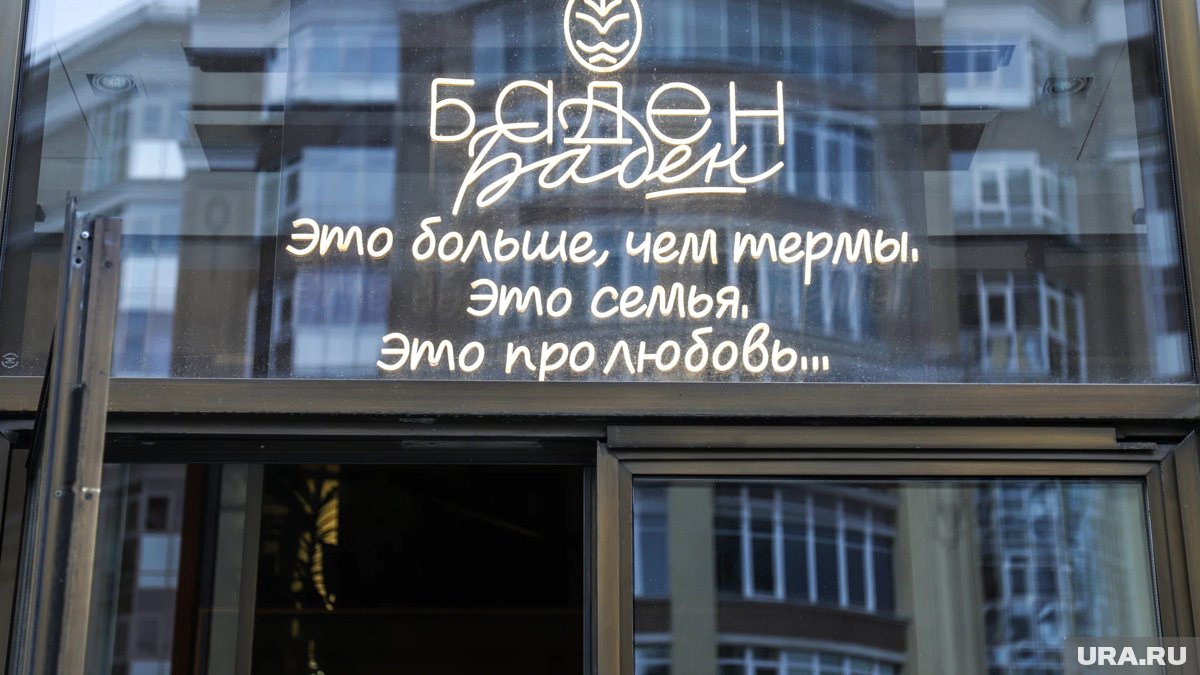 Баден
Баден
Это больше, чем термы.
Это семья.
Это про любовь...
URA.RU